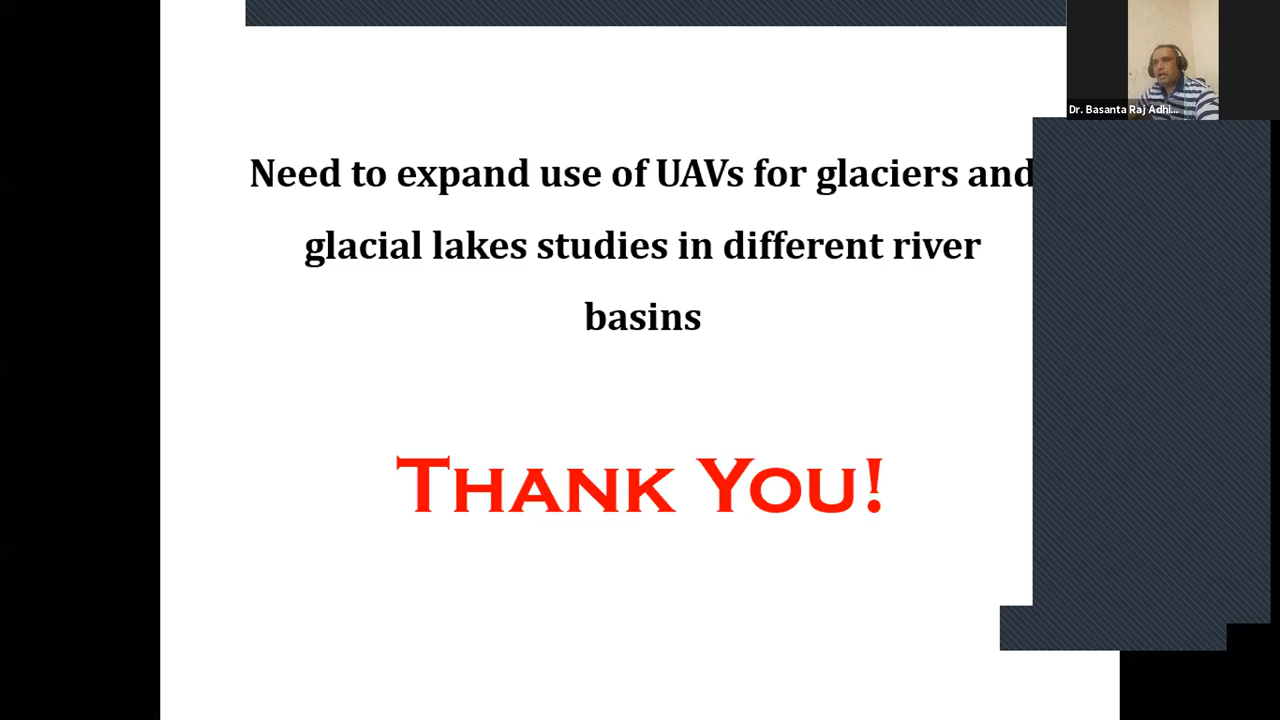 Dr. Basanta Raj Adhi...
Need to expand use of UAVs for glaciers and
glacial lakes studies in different river
basins
THANK YOU!